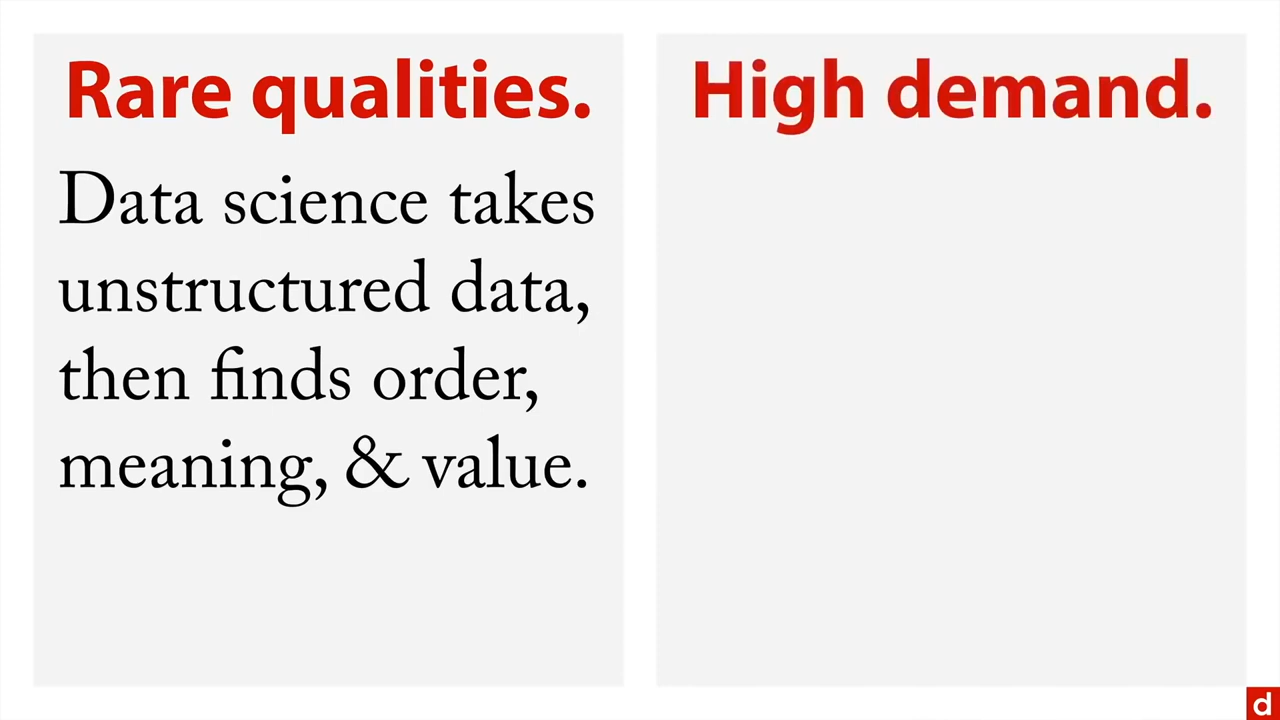 Rare qualities.
Data science takes
unstructured data,
then finds order,
meaning, & value.
High demand.
d